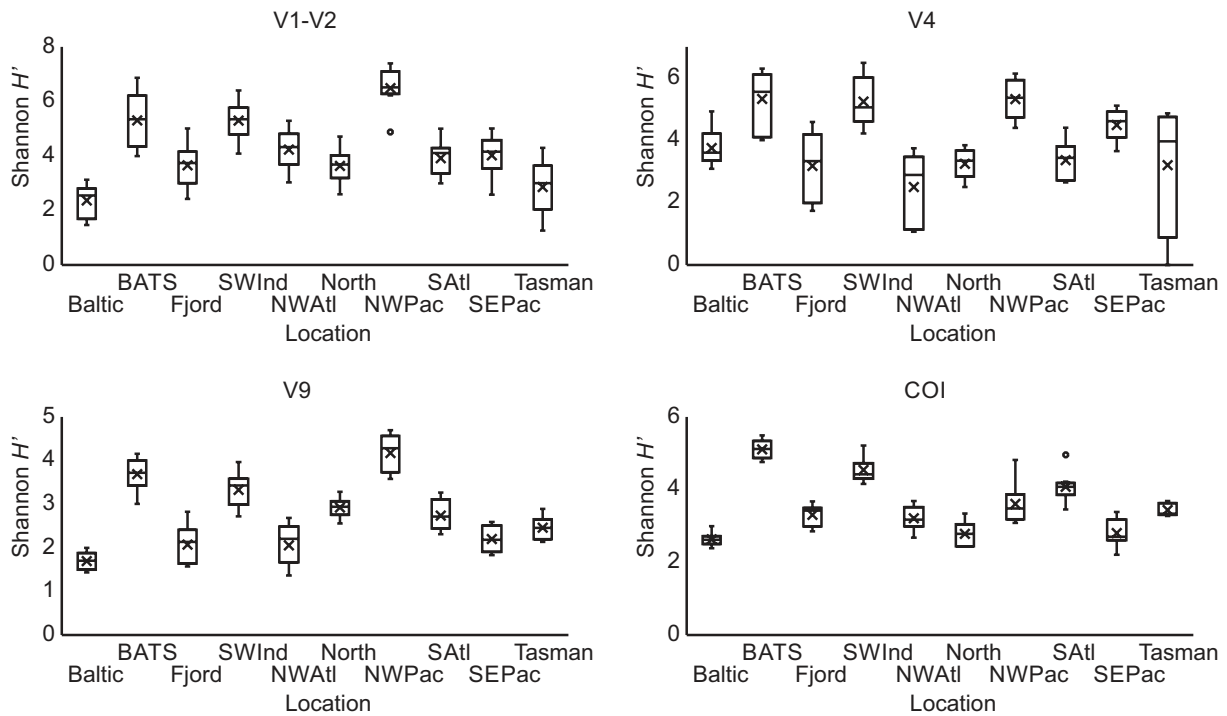 V1-V2
Shannon H'
8
6
4
2
0
BATS SWInd North SAtl Tasman
Baltic Fjord NWAtl NWPac SEPac
Location
V4
Shannon H'
6
4
2
0
BATS SWInd North SAtl Tasman
Baltic Fjord NWAtl NWPac SEPac
Location
V9
Shannon H'
5
4
3
2
1
0
BATS SWInd North SAtl Tasman
Baltic Fjord NWAtl NWPac SEPac
Location
COI
Shannon H'
6
4
2
0
BATS SWInd North SAtl Tasman
Baltic Fjord NWAtl NWPac SEPac
Location